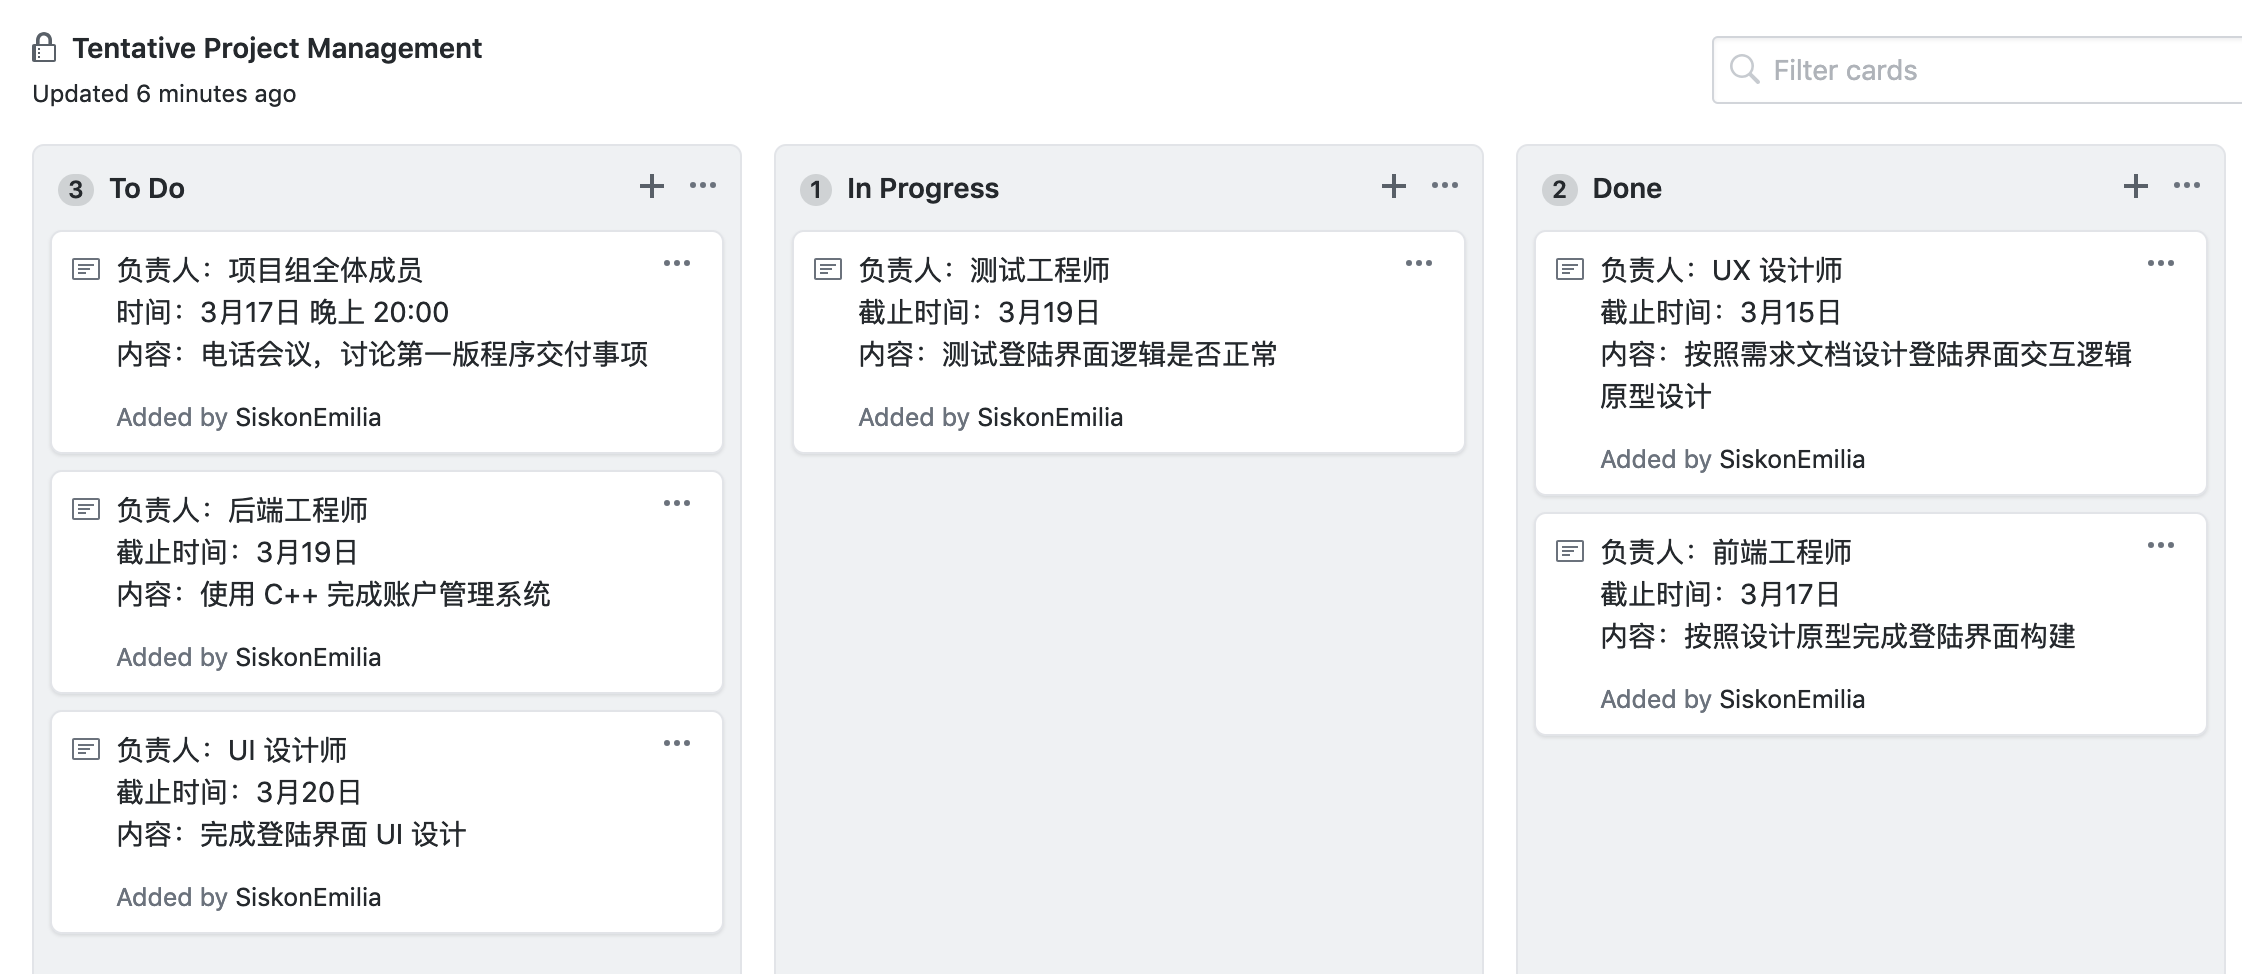 Tentative Project Management
Updated 6 minutes ago
Filter cards
3 To Do
负责人：项目组全体成员
时间：3月17日 晚上 20:00
内容：电话会议，讨论第一版程序交付事项
Added by SiskonEmilia
负责人：后端工程师
截止时间：3月19日
内容：使用 C++ 完成账户管理系统
Added by SiskonEmilia
负责人：UI 设计师
截止时间：3月20日
内容：完成登陆界面 UI 设计
Added by SiskonEmilia
1 In Progress
负责人：测试工程师
截止时间：3月19日
内容：测试登陆界面逻辑是否正常
Added by SiskonEmilia
2 Done
负责人：UX 设计师
截止时间：3月15日
内容：按照需求文档设计登陆界面交互逻辑
原型设计
Added by SiskonEmilia
负责人：前端工程师
截止时间：3月17日
内容：按照设计原型完成登陆界面构建
Added by SiskonEmilia